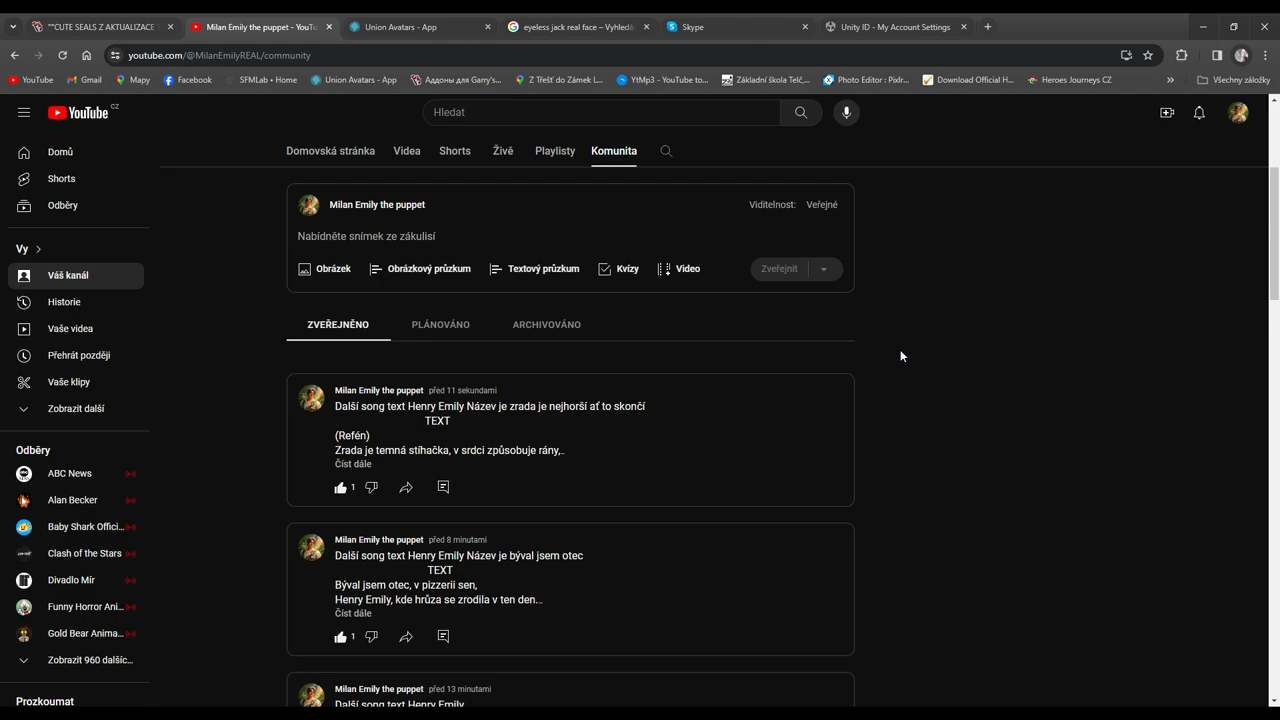 ""CUTE SEALS Z AKTUALIZACE S
Milan Emily the puppet - YouTu
Union Avatars - App
eyeless jack real face – Vyhledá
Skype
Unity ID - My Account Settings
youtube.com/@MilanEmilyREAL/community
YouTube
Gmail
Mapy
Facebook
SFMLab • Home
Union Avatars - App
Аддоны для Garry's...
Z Třešť do Zámek L...
YtMp3 - YouTube to...
Základní škola Telč,...
Photo Editor : Pixlr...
Download Official H...
Heroes Journeys CZ
Všechny záložky
YouTube CZ
Hledat
Domovská stránka
Videa
Shorts
Živě
Playlisty
Komunita
Domů
Shorts
Odběry
Vy
Váš kanál
Historie
Vaše videa
Přehrát později
Vaše klipy
Zobrazit další
Odběry
ABC News
Alan Becker
Baby Shark Offici...
Clash of the Stars
Divadlo Mír
Funny Horror Ani...
Gold Bear Anima...
Zobrazit 960 dalšíc...
Prozkoumat
Milan Emily the puppet
Viditelnost: Veřejné
Nabídněte snímek ze zákulisí
Obrázek
Obrázkový průzkum
Textový průzkum
Kvízy
Video
Zveřejnit
ZVEŘEJNĚNO
PLÁNOVÁNO
ARCHIVOVÁNO
Milan Emily the puppet před 11 sekundami
Další song text Henry Emily Název je zrada je nejhorší ať to skončí
TEXT
(Refén)
Zrada je temná stíhačka, v srdci způsobuje rány,...
Číst dále
1
Milan Emily the puppet před 8 minutami
Další song text Henry Emily Název je býval jsem otec
TEXT
Býval jsem otec, v pizzerii sen,
Henry Emily, kde hrůza se zrodila v ten den...
Číst dále
1
Milan Emily the puppet před 13 minutami
Další song text Henry Emily